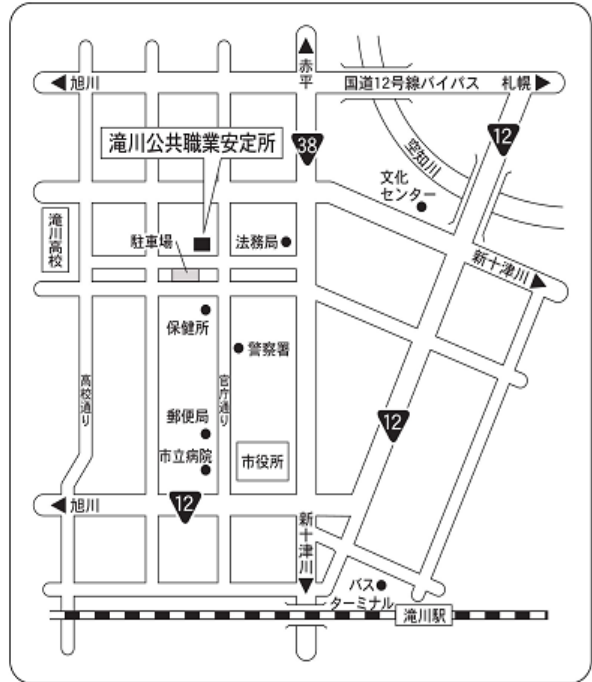 赤平
旭川
国道12号線バイパス
札幌
滝川公共職業安定所
38
12
空知川
文化
センター
滝川高校
駐車場
法務局
新十津川
保健所
警察署
高校通り
官庁通り
郵便局
12
市立病院
市役所
旭川
12
新十津川
バス
ターミナル
滝川駅